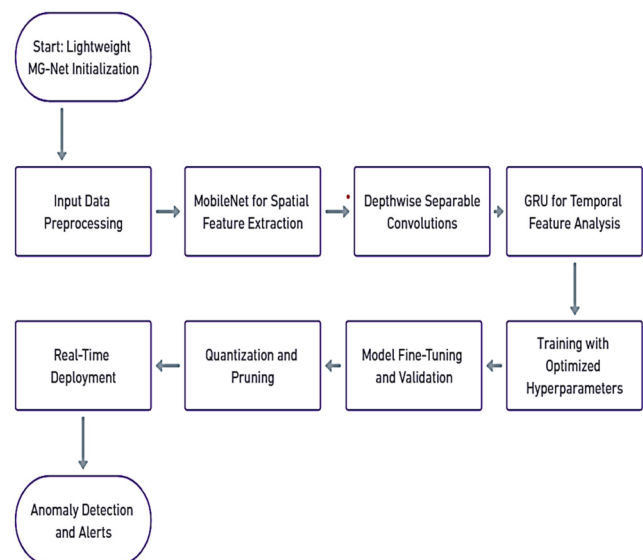 Start: Lightweight
MG-Net Initialization
Input Data
Preprocessing
MobileNet for Spatial
Feature Extraction
Depthwise Separable
Convolutions
GRU for Temporal
Feature Analysis
Real-Time
Deployment
Quantization and
Pruning
Model Fine-Tuning
and Validation
Training with
Optimized
Hyperparameters
Anomaly Detection
and Alerts